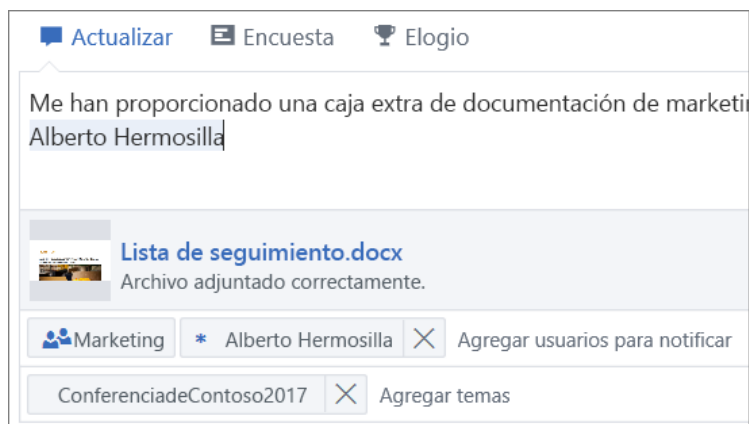 Actualizar Encuesta Elogio
Me han proporcionado una caja extra de documentación de
Alberto Hermosilla
Lista de seguimiento.docx
Archivo adjuntado correctamente.
Marketing * Alberto Hermosilla Agregar usuarios para notificar
ConferenciadeContoso2017 Agregar temas